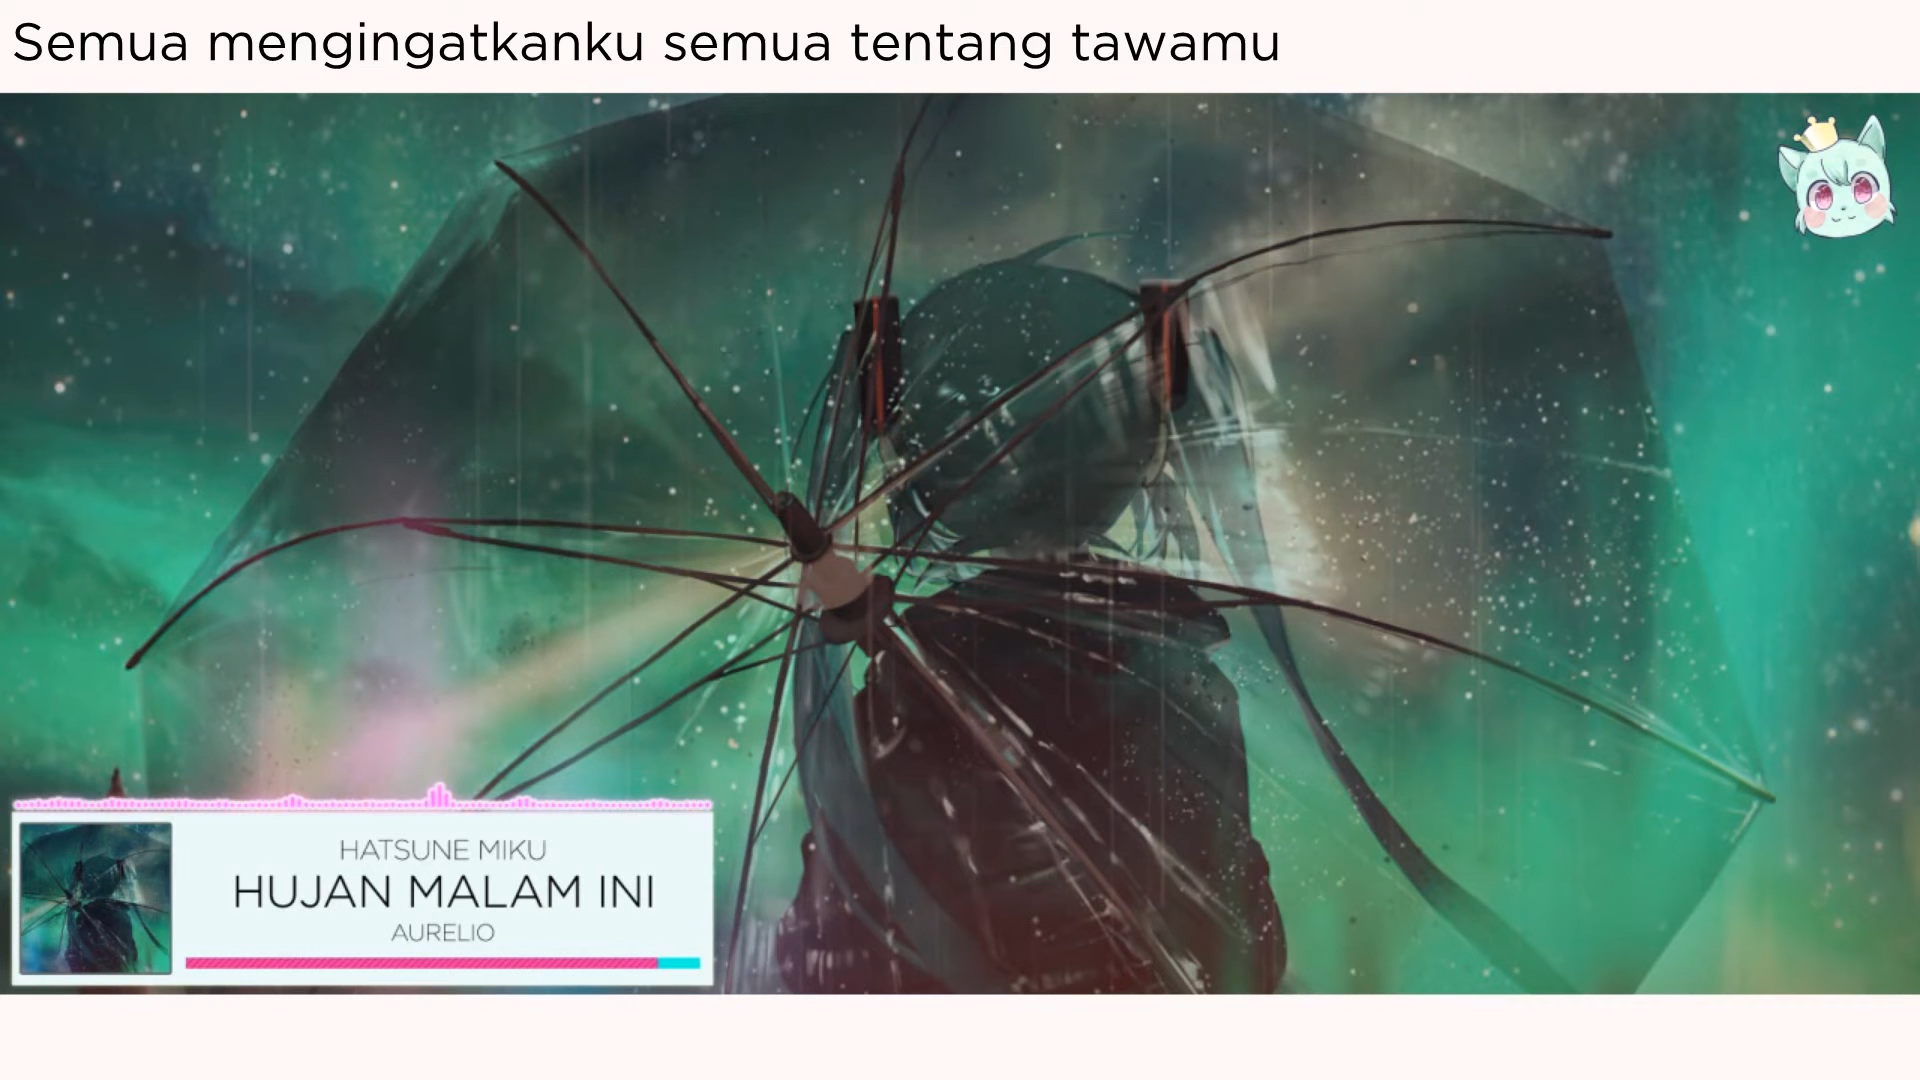 Semua mengingatkanku semua tentang tawamu
HATSUNE MIKU
HUJAN MALAM INI
AURELIO